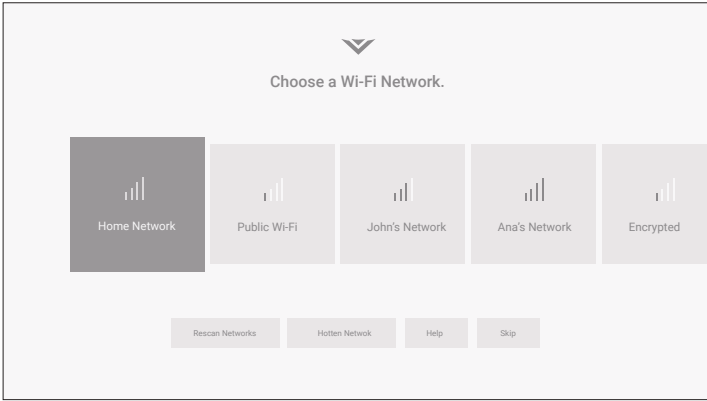 Choose a Wi-Fi Network.
Home Network
Public Wi-Fi
John's Network
Ana's Network
Encrypted
Rescan Networks
Hotten Netwok
Help
Skip